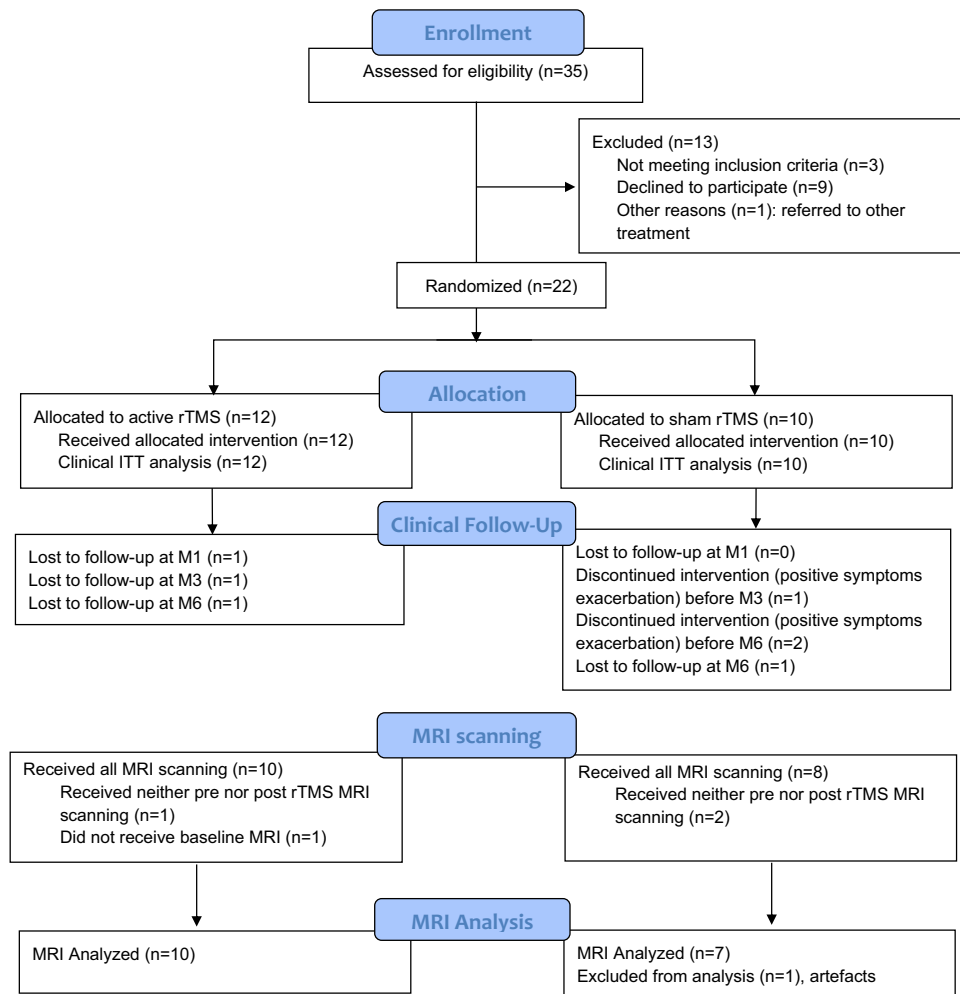 Enrollment
Assessed for eligibility (n=35)
Excluded (n=13)
Not meeting inclusion criteria (n=3)
Declined to participate (n=9)
Other reasons (n=1): referred to other
treatment
Randomized (n=22)
Allocation
Allocated to active rTMS (n=12)
Received allocated intervention (n=12)
Clinical ITT analysis (n=12)
Allocated to sham rTMS (n=10)
Received allocated intervention (n=10)
Clinical ITT analysis (n=10)
Clinical Follow-Up
Lost to follow-up at M1 (n=1)
Lost to follow-up at M3 (n=1)
Lost to follow-up at M6 (n=1)
Lost to follow-up at M1 (n=0)
Discontinued intervention (positive symptoms
exacerbation) before M3 (n=1)
Discontinued intervention (positive symptoms
exacerbation) before M6 (n=2)
Lost to follow-up at M6 (n=1)
MRI scanning
Received all MRI scanning (n=10)
Received neither pre nor post rTMS MRI
scanning (n=1)
Did not receive baseline MRI (n=1)
Received all MRI scanning (n=8)
Received neither pre nor post rTMS MRI
scanning (n=2)
MRI Analysis
MRI Analyzed (n=10)
MRI Analyzed (n=7)
Excluded from analysis (n=1), artefacts